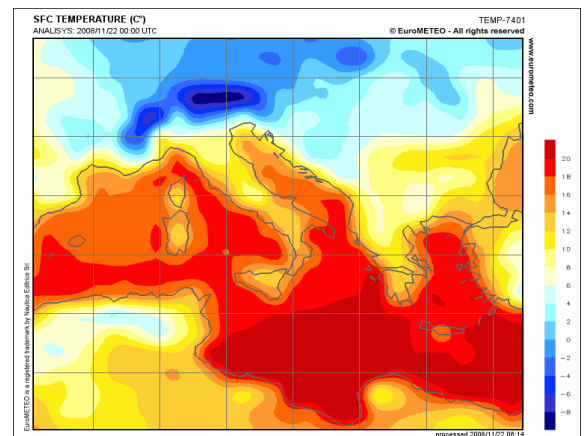 SFC TEMPERATURE (C°)
TEMP-7401
ANALISYS: 2008/11/22 00:00 UTC
© EuroMETEO - All rights reserved
www.eurometeo.com
EuroMETEO is a registered trademark by Nautica Editrice Srl
20
18
16
14
12
10
8
6
4
2
0
−2
−4
−6
−8
processed 2008/11/22 06:14